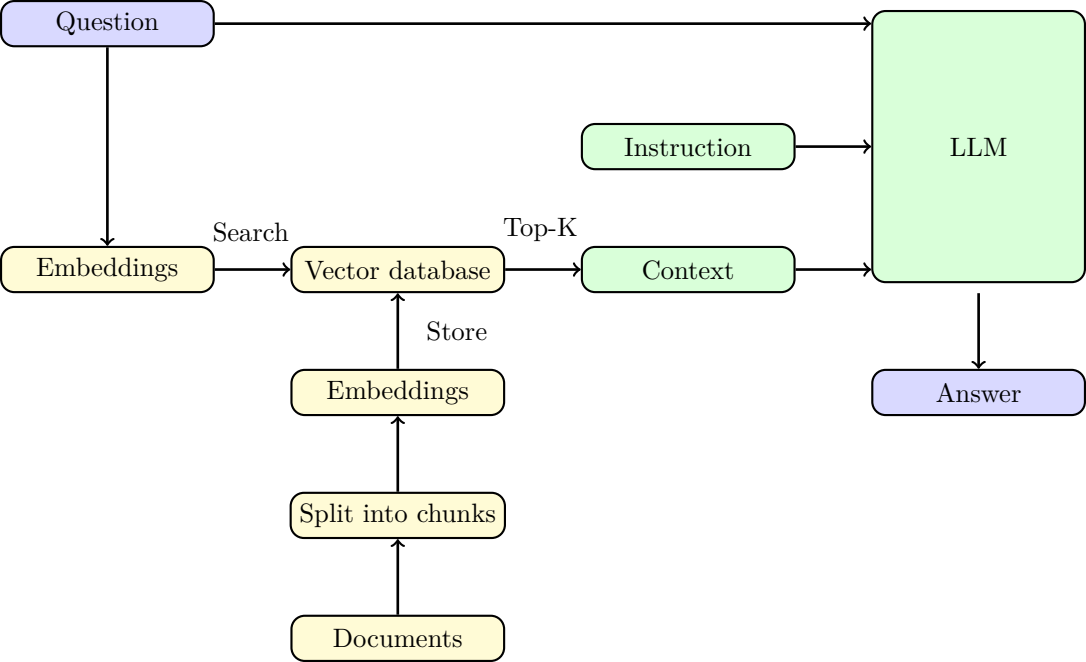 Question
LLM
Instruction
Search
Top-K
Embeddings
Vector database
Context
Store
Embeddings
Answer
Split into chunks
Documents